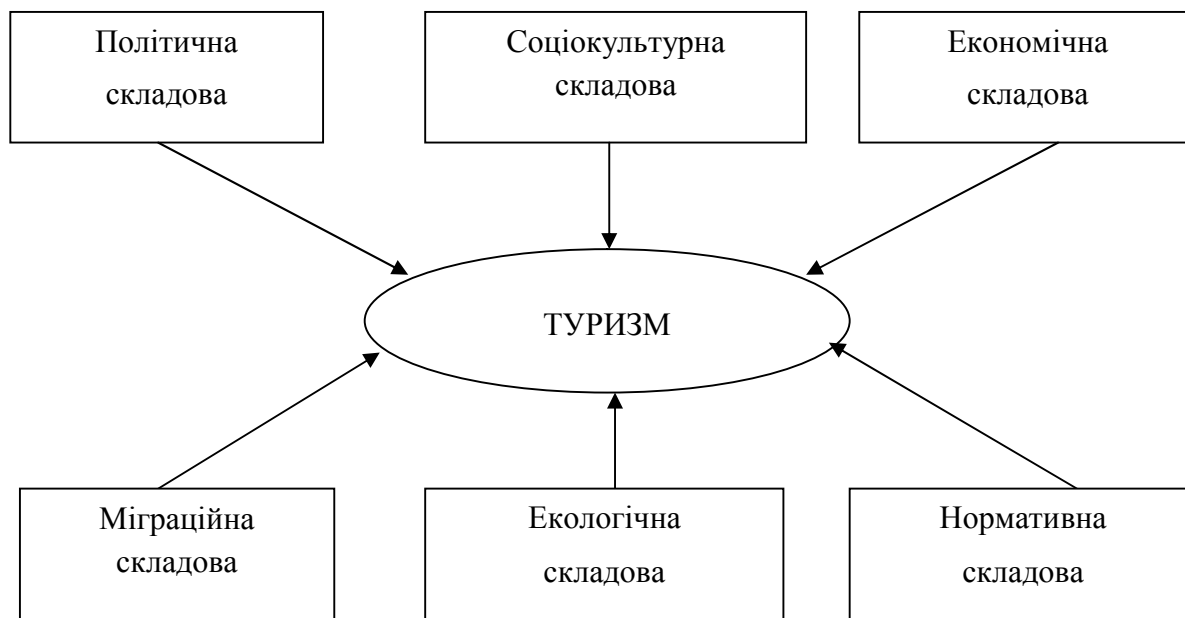 Політична
складова
Соціокультурна
складова
Економічна
складова
ТУРИЗМ
Міграційна
складова
Екологічна
складова
Нормативна
складова